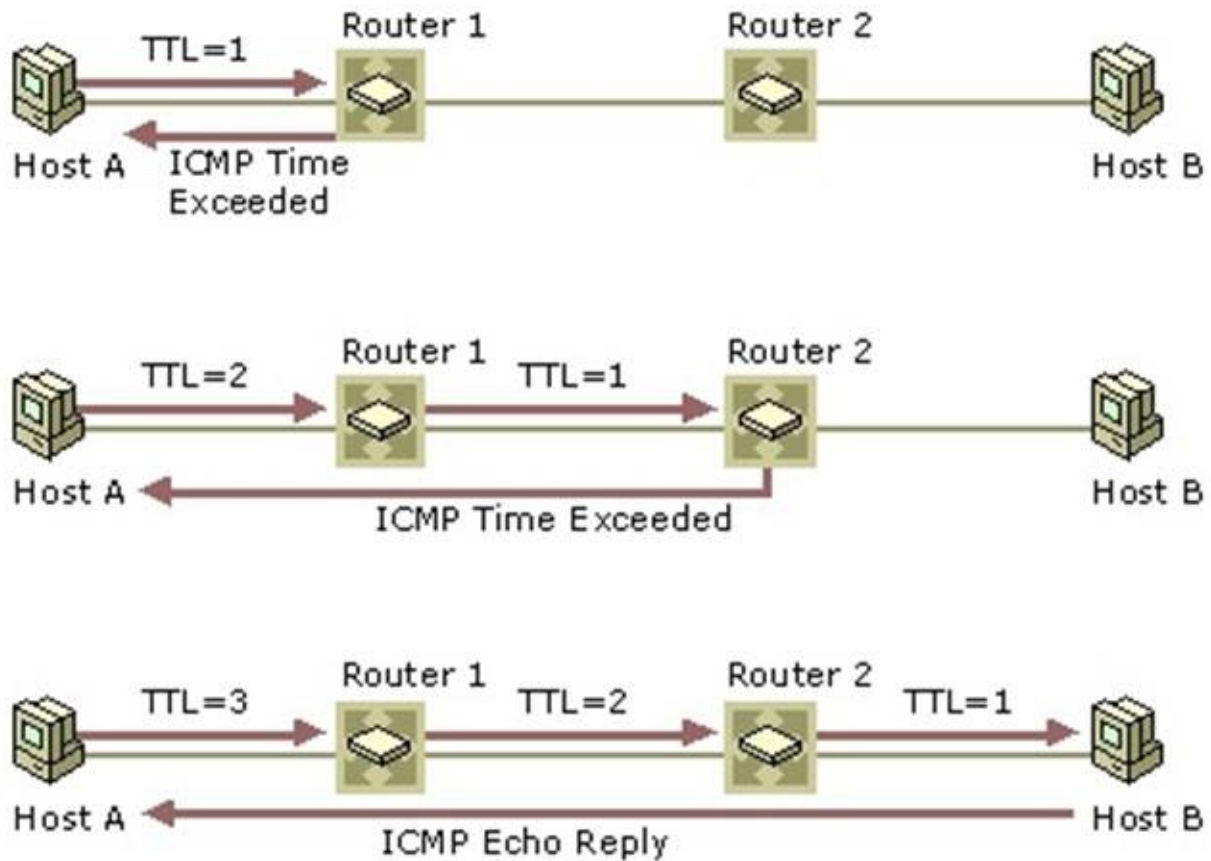 Router 1
Router 2
TTL=1
Host A
ICMP Time
Exceeded
Host B
Router 1
Router 2
TTL=2
TTL=1
Host A
ICMP Time Exceeded
Host B
Router 1
Router 2
TTL=3
TTL=2
TTL=1
Host A
ICMP Echo Reply
Host B